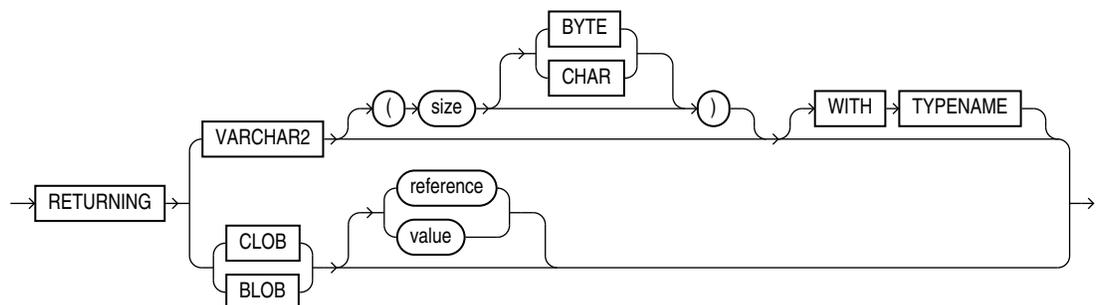 BYTE
CHAR
( size )
WITH TYPENAME
VARCHAR2
RETURNING
reference
value
CLOB
BLOB